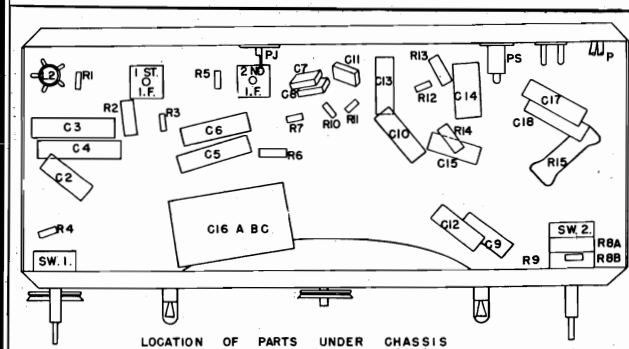 PJ
PS
P
L2
R1
1 ST.
I.F.
R5
2 ND
I.F.
C7
C8
C11
C13
R13
R12
C14
C17
C18
R2
R3
C3
C4
C2
C6
C5
R7
R10
R11
R6
C10
R14
C15
R15
R4
C16 A B C
C12
C9
SW. 1.
SW. 2.
R8A
R9
R8B
LOCATION OF PARTS UNDER CHASSIS